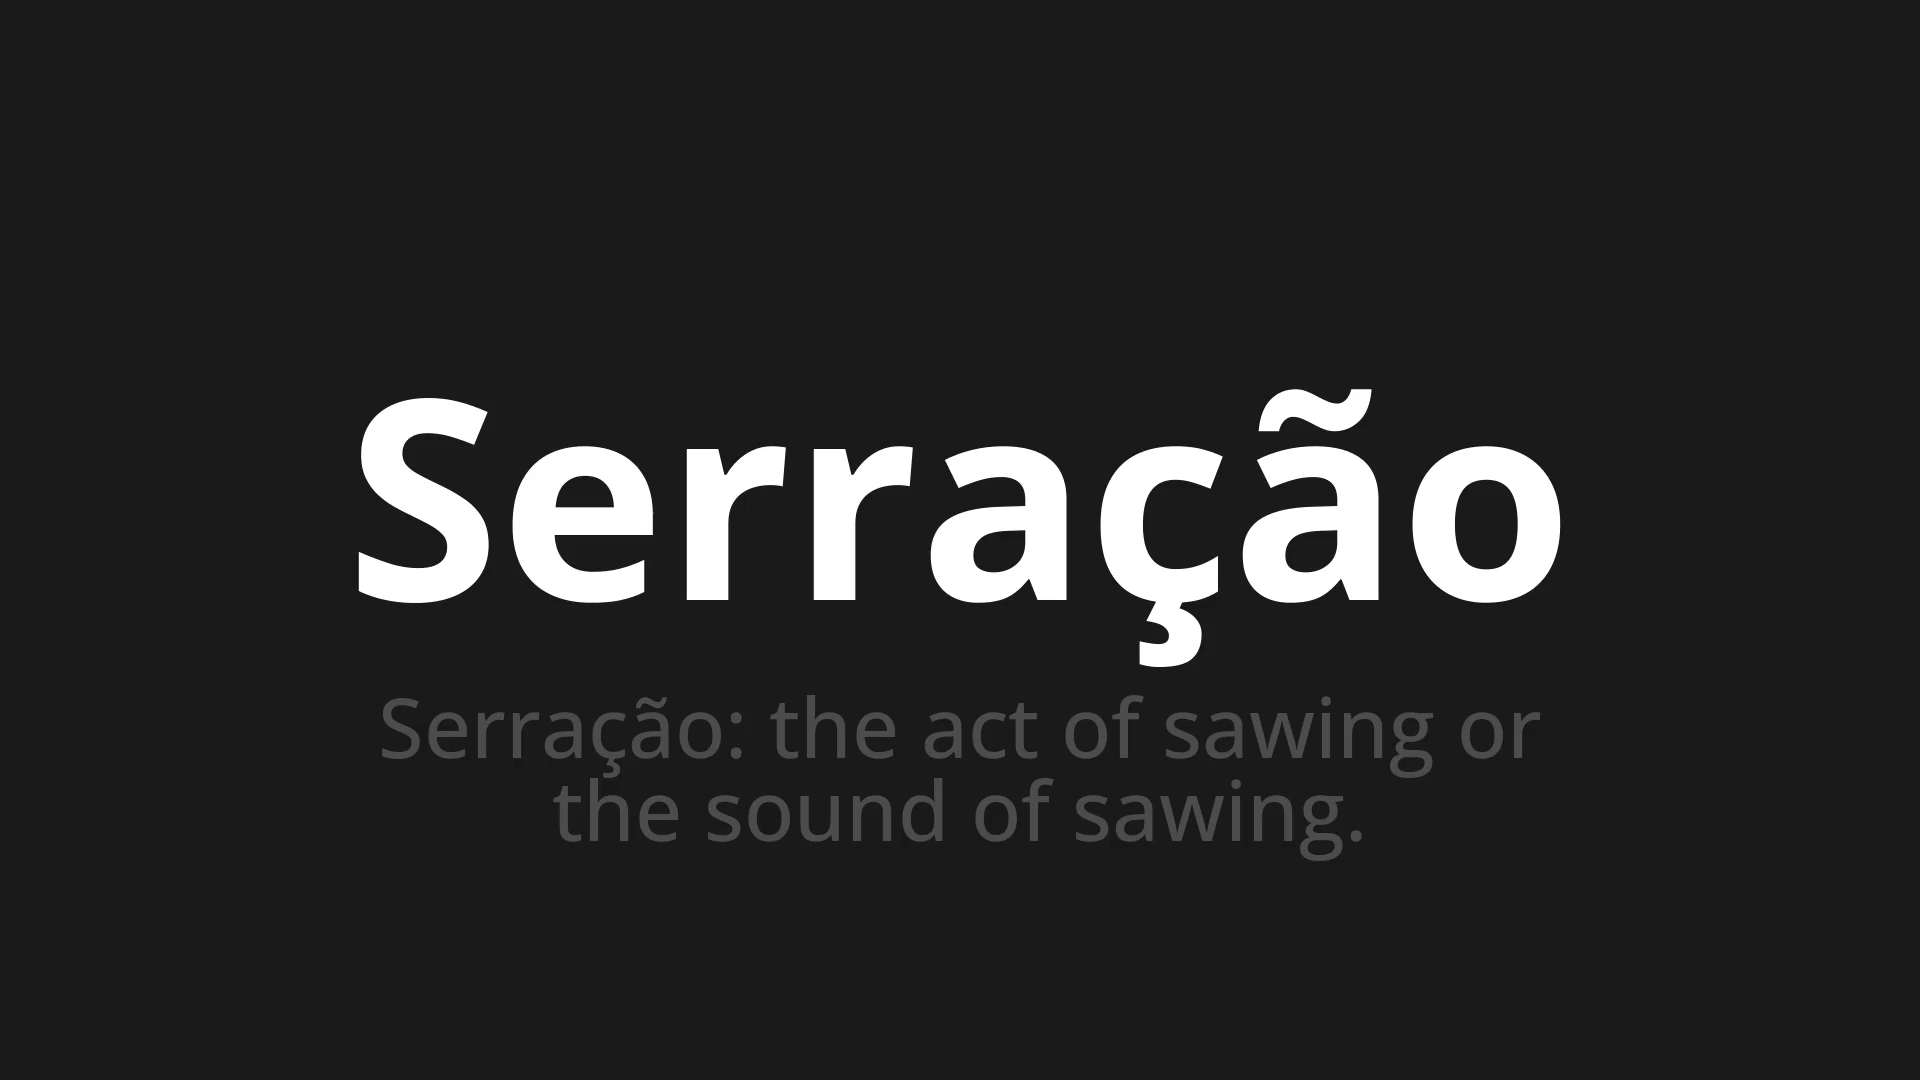 Serração
Serração: the act of sawing or
the sound of sawing.